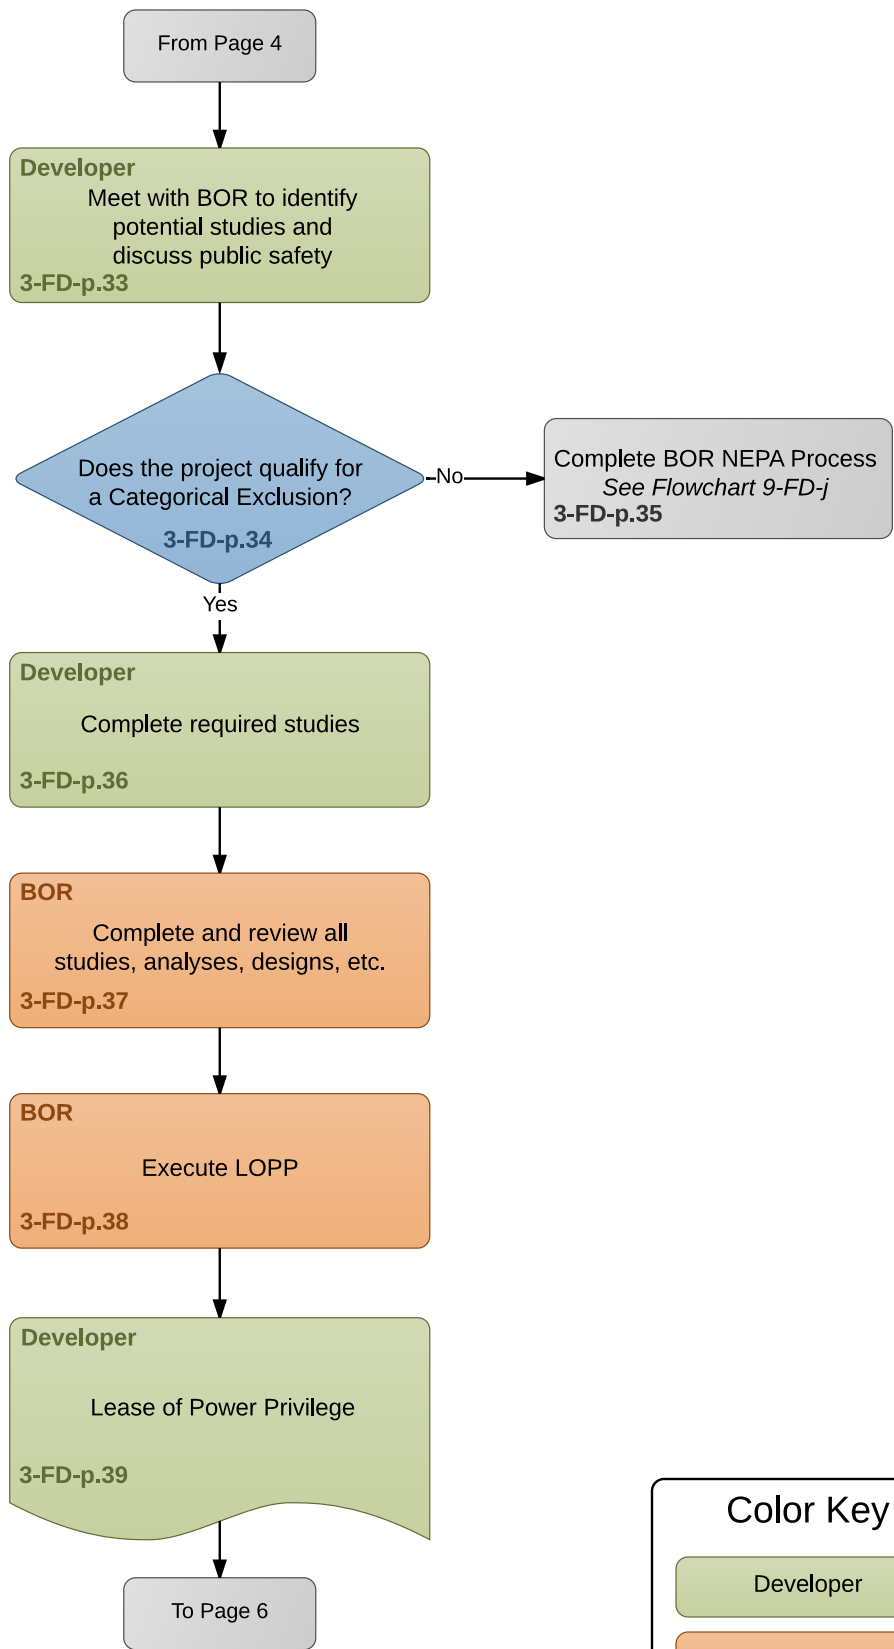 From Page 4
Developer
Meet with BOR to identify
potential studies and
discuss public safety
3-FD-p.33
Does the project qualify for
a Categorical Exclusion?
3-FD-p.34
No
Complete BOR NEPA Process
See Flowchart 9-FD-j
3-FD-p.35
Yes
Developer
Complete required studies
3-FD-p.36
BOR
Complete and review all
studies, analyses, designs, etc.
3-FD-p.37
BOR
Execute LOPP
3-FD-p.38
Developer
Lease of Power Privilege
3-FD-p.39
To Page 6
Color Key
Developer